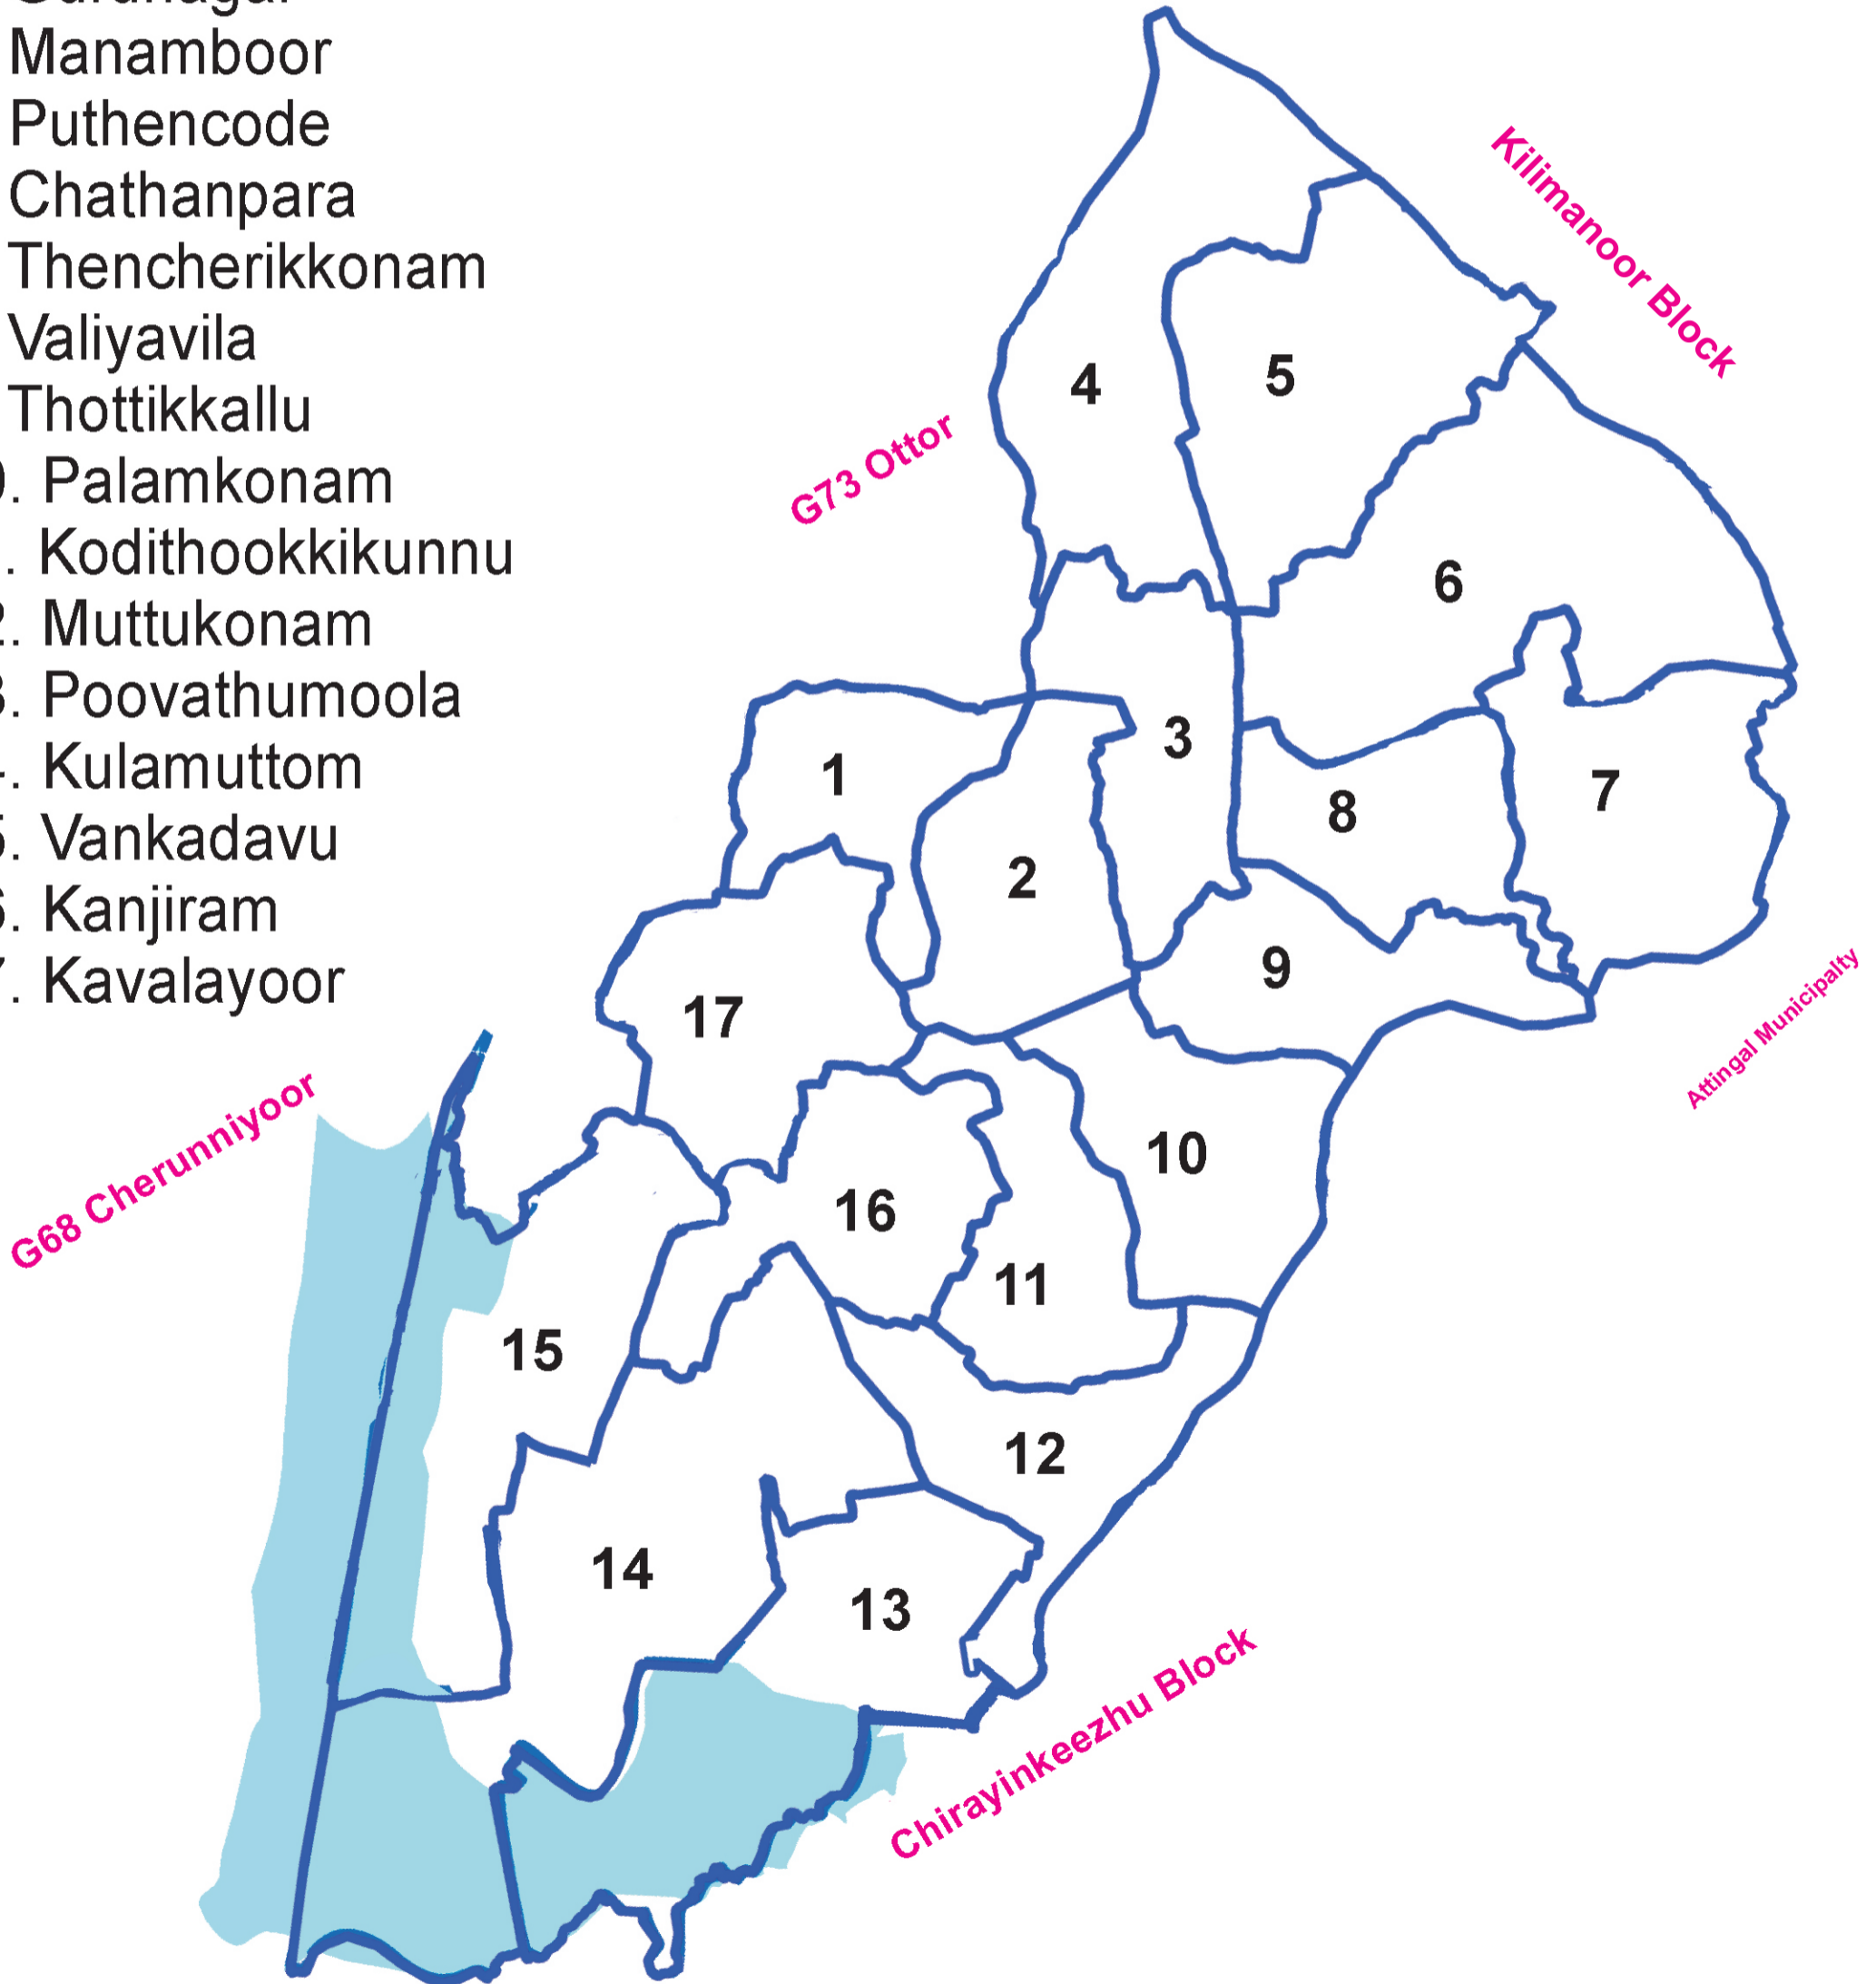 Manamboor
Puthencode
Chathanpara
Thencherikkonam
Valiyavila
Thottikkallu
. Palamkonam
. Kodithookkikunnu
. Muttukonam
. Poovathumoola
. Kulamuttom
. Vankadavu
. Kanjiram
. Kavalayoor
Kilimanoor Block
G73 Ottor
G68 Cherunniyoor
Attingal Municipalty
Chirayinkeezhu Block
4
5
6
3
1
7
8
2
9
17
10
16
11
15
12
14
13